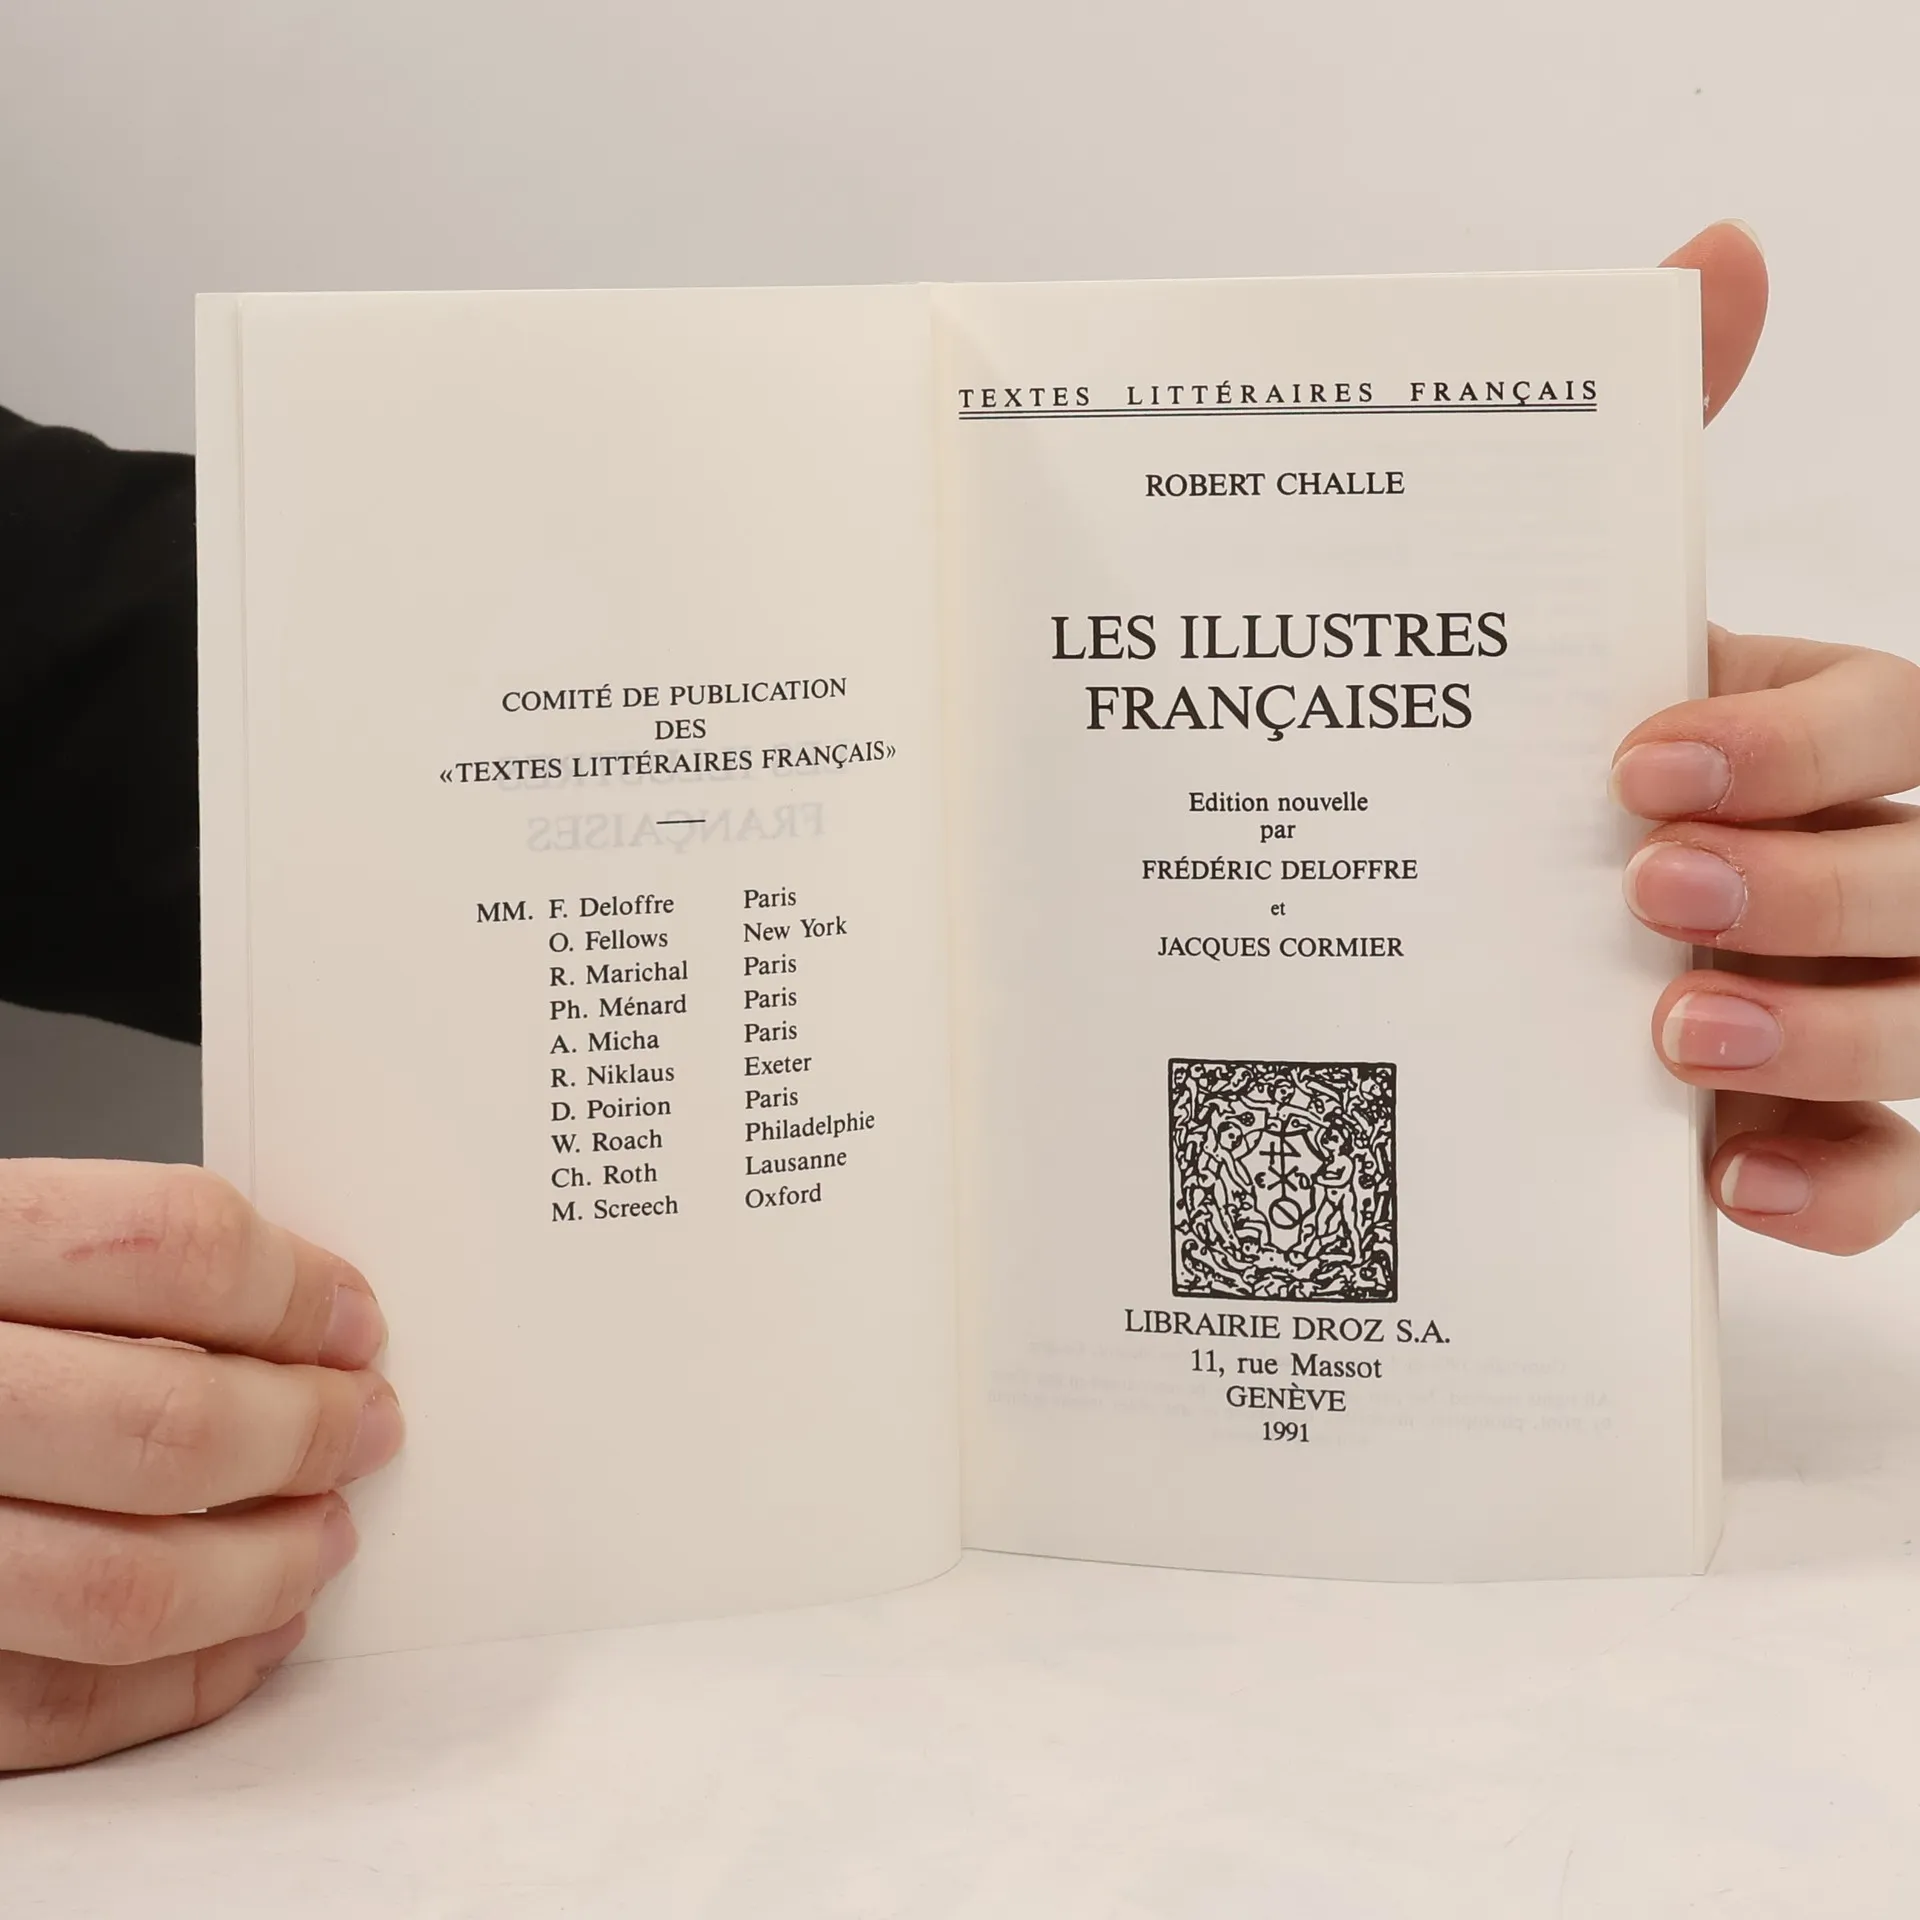 COMITÉ DE PUBLICATION
DES
«TEXTES LITTÉRAIRES FRANÇAIS»
MM. F. Deloffre Paris
O. Fellows New York
R. Marichal Paris
Ph. Ménard Paris
A. Micha Paris
R. Niklaus Exeter
D. Poirion Paris
W. Roach Philadelphie
Ch. Roth Lausanne
M. Screech Oxford
TEXTES LITTÉRAIRES FRANÇAIS
ROBERT CHALLE
LES ILLUSTRES
FRANÇAISES
Edition nouvelle
par
FRÉDÉRIC DELOFFRE
et
JACQUES CORMIER
LIBRAIRIE DROZ S.A.
11, rue Massot
GENÈVE
1991